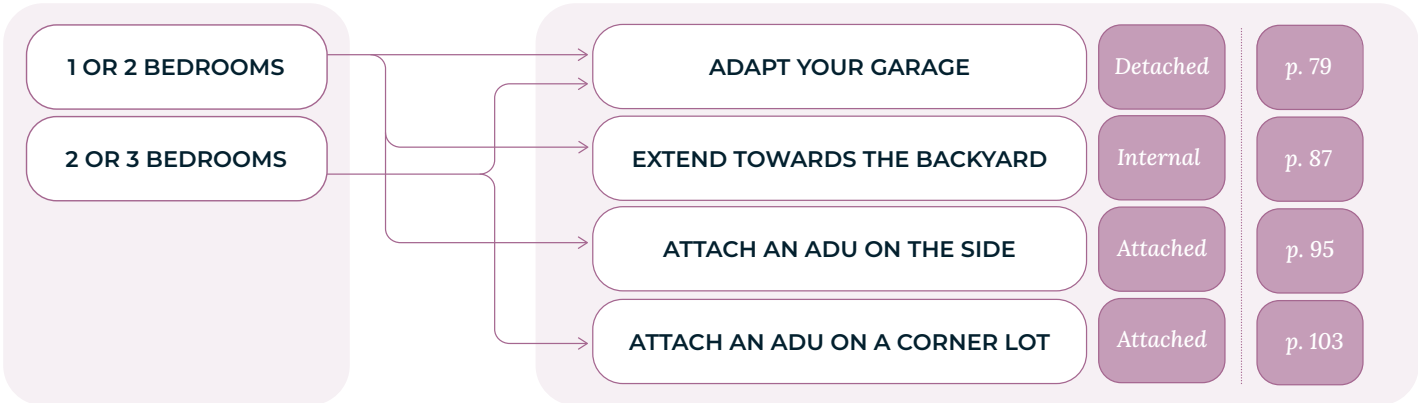 1 OR 2 BEDROOMS
2 OR 3 BEDROOMS
ADAPT YOUR GARAGE
Detached
p. 79
EXTEND TOWARDS THE BACKYARD
Internal
p. 87
ATTACH AN ADU ON THE SIDE
Attached
p. 95
ATTACH AN ADU ON A CORNER LOT
Attached
p. 103